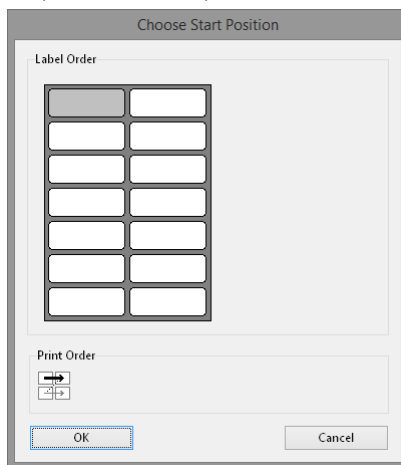 Choose Start Position
Label Order
Print Order
OK
Cancel